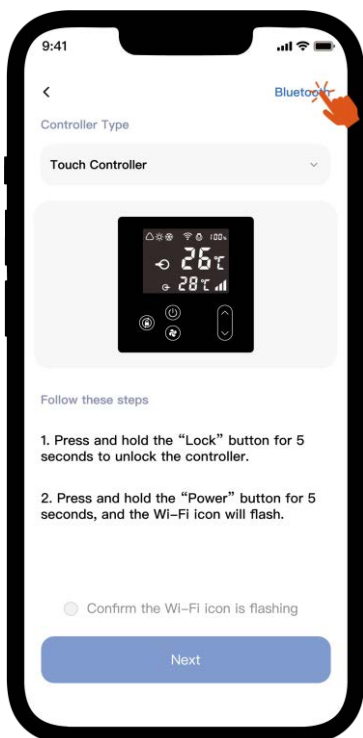 9:41
Bluetooth
Controller Type
Touch Controller
100%
26℃
28℃
Follow these steps
1. Press and hold the “Lock” button for 5
seconds to unlock the controller.
2. Press and hold the “Power” button for 5
seconds, and the Wi-Fi icon will flash.
Confirm the Wi-Fi icon is flashing
Next